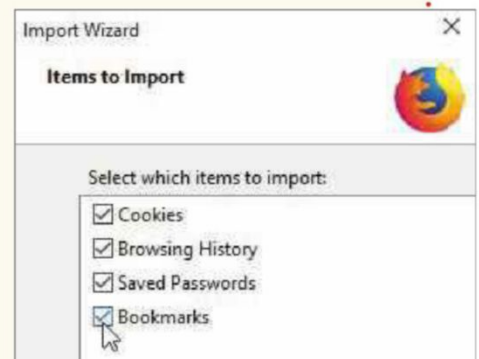 Import Wizard
Items to Import
Select which items to import:
Cookies
Browsing History
Saved Passwords
Bookmarks